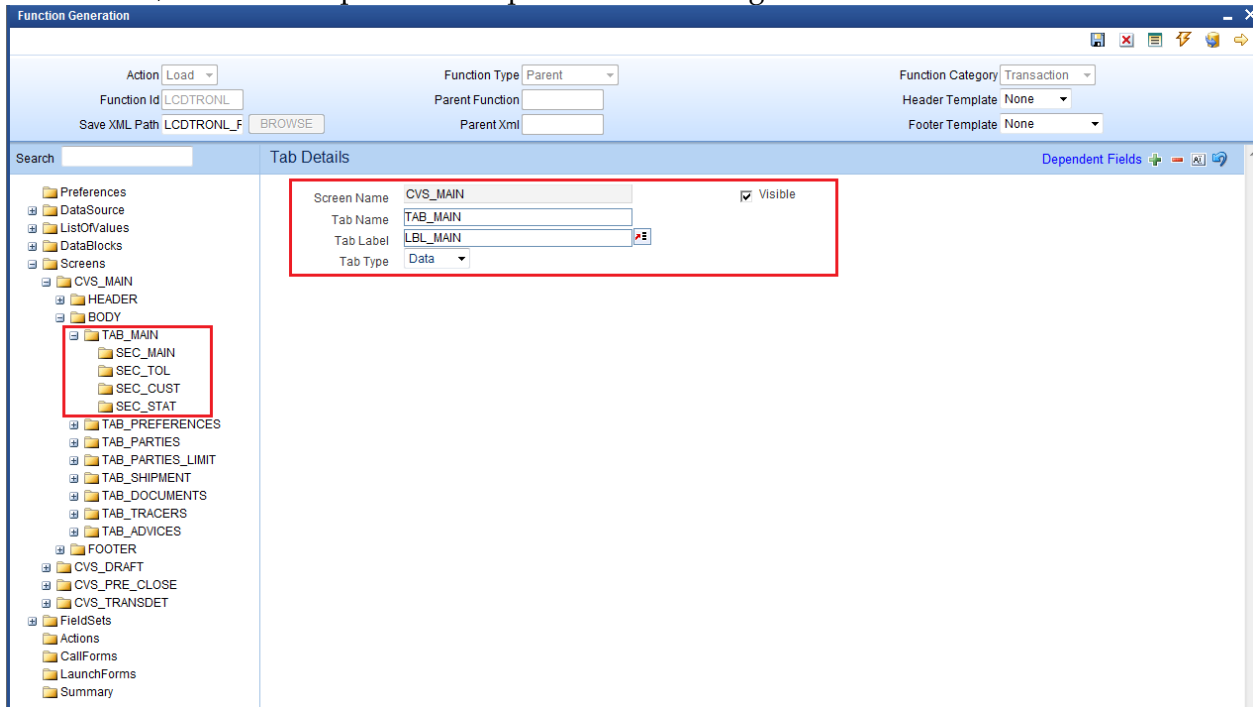 Function Generation
Action Load Function Type Parent Function Category Transaction
Function Id LCDTRONL Parent Function Header Template None
Save XML Path LCDTRONL_F BROWSE Parent Xml Footer Template None
Search Tab Details Dependent Fields
Preferences
DataSource
ListOfValues
DataBlocks
Screens
CVS_MAIN
HEADER
BODY
TAB_MAIN
SEC_MAIN
SEC_TOL
SEC_CUST
SEC_STAT
TAB_PREFERENCES
TAB_PARTIES
TAB_PARTIES_LIMIT
TAB_SHIPMENT
TAB_DOCUMENTS
TAB_TRACERS
TAB_ADVICES
FOOTER
CVS_DRAFT
CVS_PRE_CLOSE
CVS_TRANSDET
FieldSets
Actions
CallForms
LaunchForms
Summary
Screen Name CVS_MAIN Visible
Tab Name TAB_MAIN
Tab Label LBL_MAIN
Tab Type Data